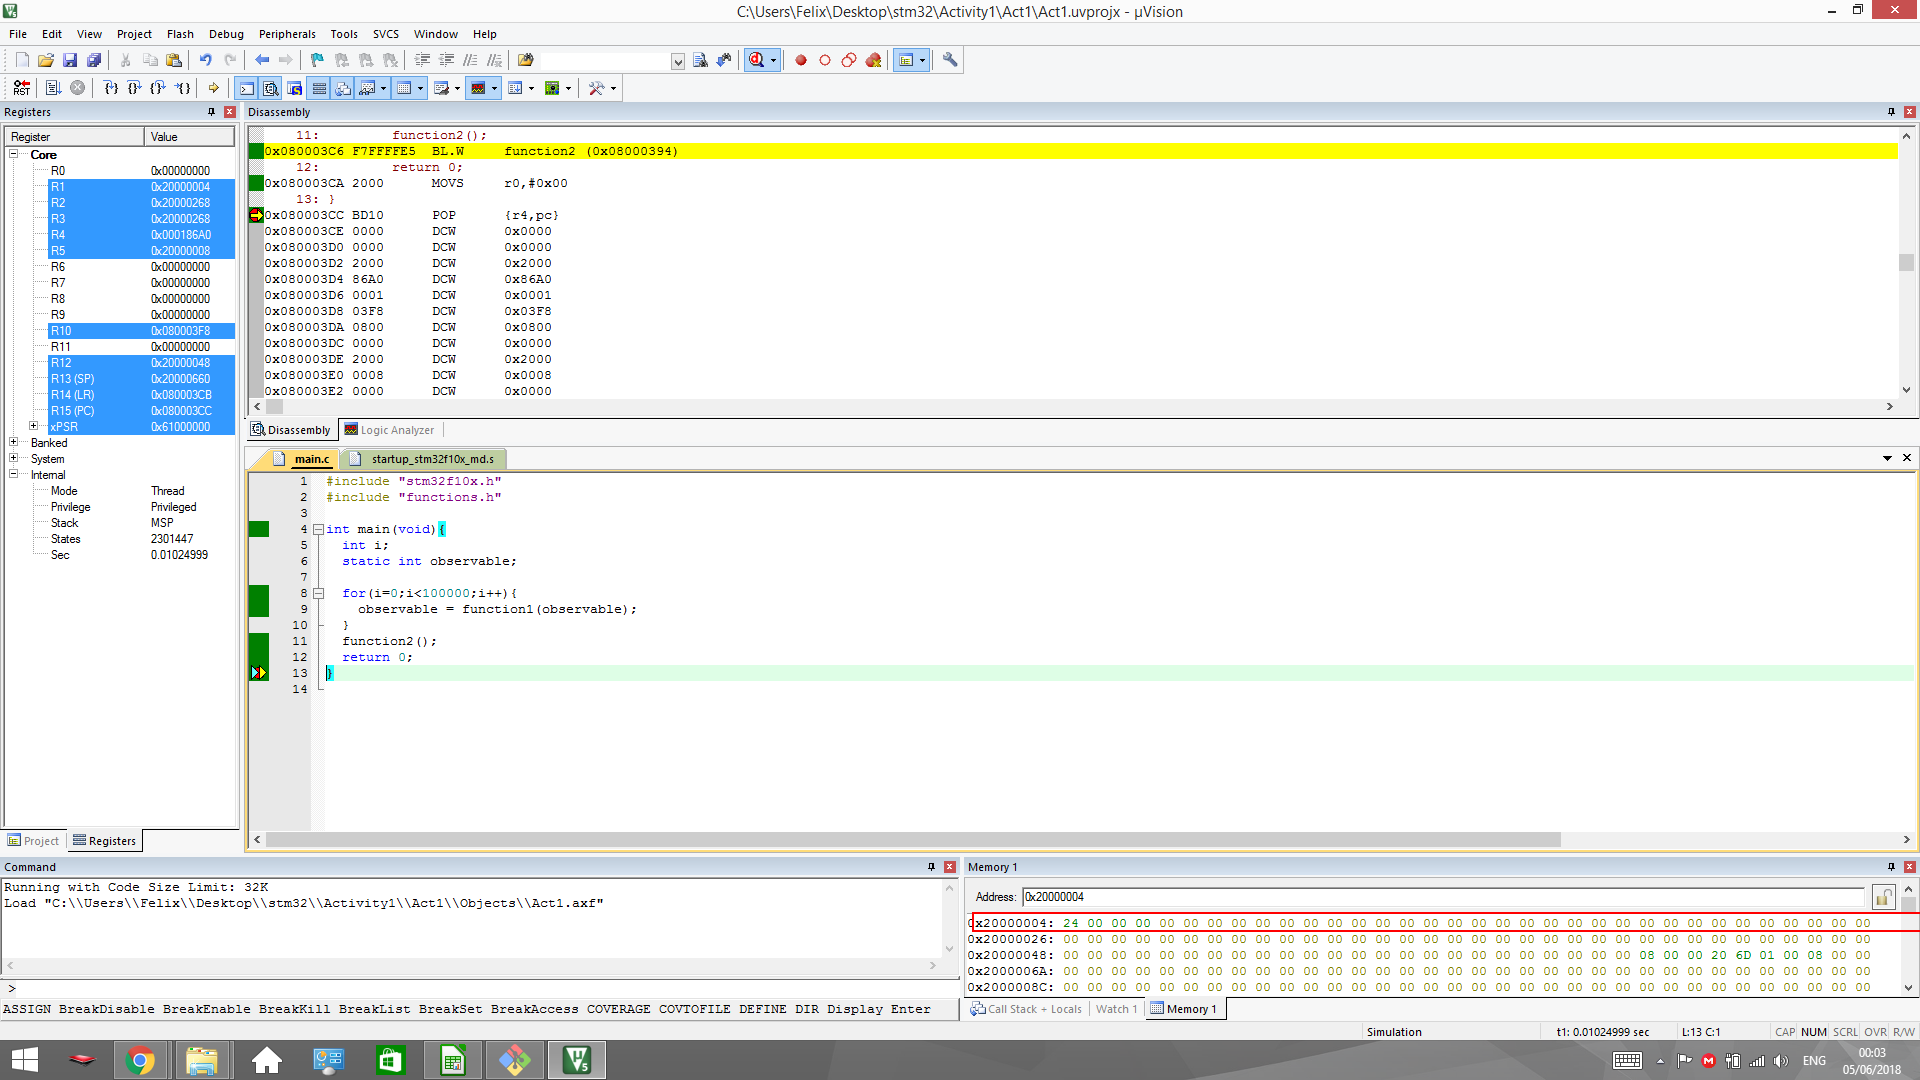 C:\Users\Felix\Desktop\stm32\Activity1\Act1\Act1.uvprojx - µVision
File Edit View Project Flash Debug Peripherals Tools SVCS Window Help
Registers
Register Value
Core
R0 0x00000000
R1 0x20000004
R2 0x20000268
R3 0x20000268
R4 0x000186A0
R5 0x20000008
R6 0x00000000
R7 0x00000000
R8 0x00000000
R9 0x00000000
R10 0x080003F8
R11 0x00000000
R12 0x20000048
R13 (SP) 0x20000660
R14 (LR) 0x080003CB
R15 (PC) 0x080003CC
xPSR 0x61000000
Banked
System
Internal
Mode Thread
Privilege Privileged
Stack MSP
States 2301447
Sec 0.01024999
Project Registers
Disassembly
11: function2();
0x080003C6 F7FFFFE5 BL.W function2 (0x08000394)
12: return 0;
0x080003CA 2000 MOVS r0,#0x00
13: }
0x080003CC BD10 POP {r4,pc}
0x080003CE 0000 DCW 0x0000
0x080003D0 0000 DCW 0x0000
0x080003D2 2000 DCW 0x2000
0x080003D4 86A0 DCW 0x86A0
0x080003D6 0001 DCW 0x0001
0x080003D8 03F8 DCW 0x03F8
0x080003DA 0800 DCW 0x0800
0x080003DC 0000 DCW 0x0000
0x080003DE 2000 DCW 0x2000
0x080003E0 0008 DCW 0x0008
0x080003E2 0000 DCW 0x0000
Disassembly Logic Analyzer
main.c startup_stm32f10x_md.s
1 #include "stm32f10x.h"
2 #include "functions.h"
3
4 int main(void){
5 int i;
6 static int observable;
7
8 for(i=0;i<100000;i++){
9 observable = function1(observable);
10 }
11 function2();
12 return 0;
13 }
14
Command
Running with Code Size Limit: 32K
Load "C:\\Users\\Felix\\Desktop\\stm32\\Activity1\\Act1\\Objects\\Act1.axf"
>
ASSIGN BreakDisable BreakEnable BreakKill BreakList BreakSet BreakAccess COVERAGE COVTOFILE DEFINE DIR Display Enter
Memory 1
Address: 0x20000004
0x20000004: 24 00 00 00 00 00 00 00 00 00 00 00 00 00 00 00 00 00 00 00 00 00 00 00 00 00 00 00 00 00 00 00 00 00
0x20000026: 00 00 00 00 00 00 00 00 00 00 00 00 00 00 00 00 00 00 00 00 00 00 00 00 00 00 00 00 00 00 00 00 00 00
0x20000048: 00 00 00 00 00 00 00 00 00 00 00 00 00 00 00 00 00 00 00 00 00 00 00 00 00 00 00 08 00 00 20 6D 01 00 08 00 00
0x2000006A: 00 00 00 00 00 00 00 00 00 00 00 00 00 00 00 00 00 00 00 00 00 00 00 00 00 00 00 00 00 00 00 00 00 00
0x2000008C: 00 00 00 00 00 00 00 00 00 00 00 00 00 00 00 00 00 00 00 00 00 00 00 00 00 00 00 00 00 00 00 00 00 00
Call Stack + Locals Watch 1 Memory 1
Simulation t1: 0.01024999 sec L:13 C:1 CAP NUM SCRL OVR R/W
ENG 00:03
05/06/2018